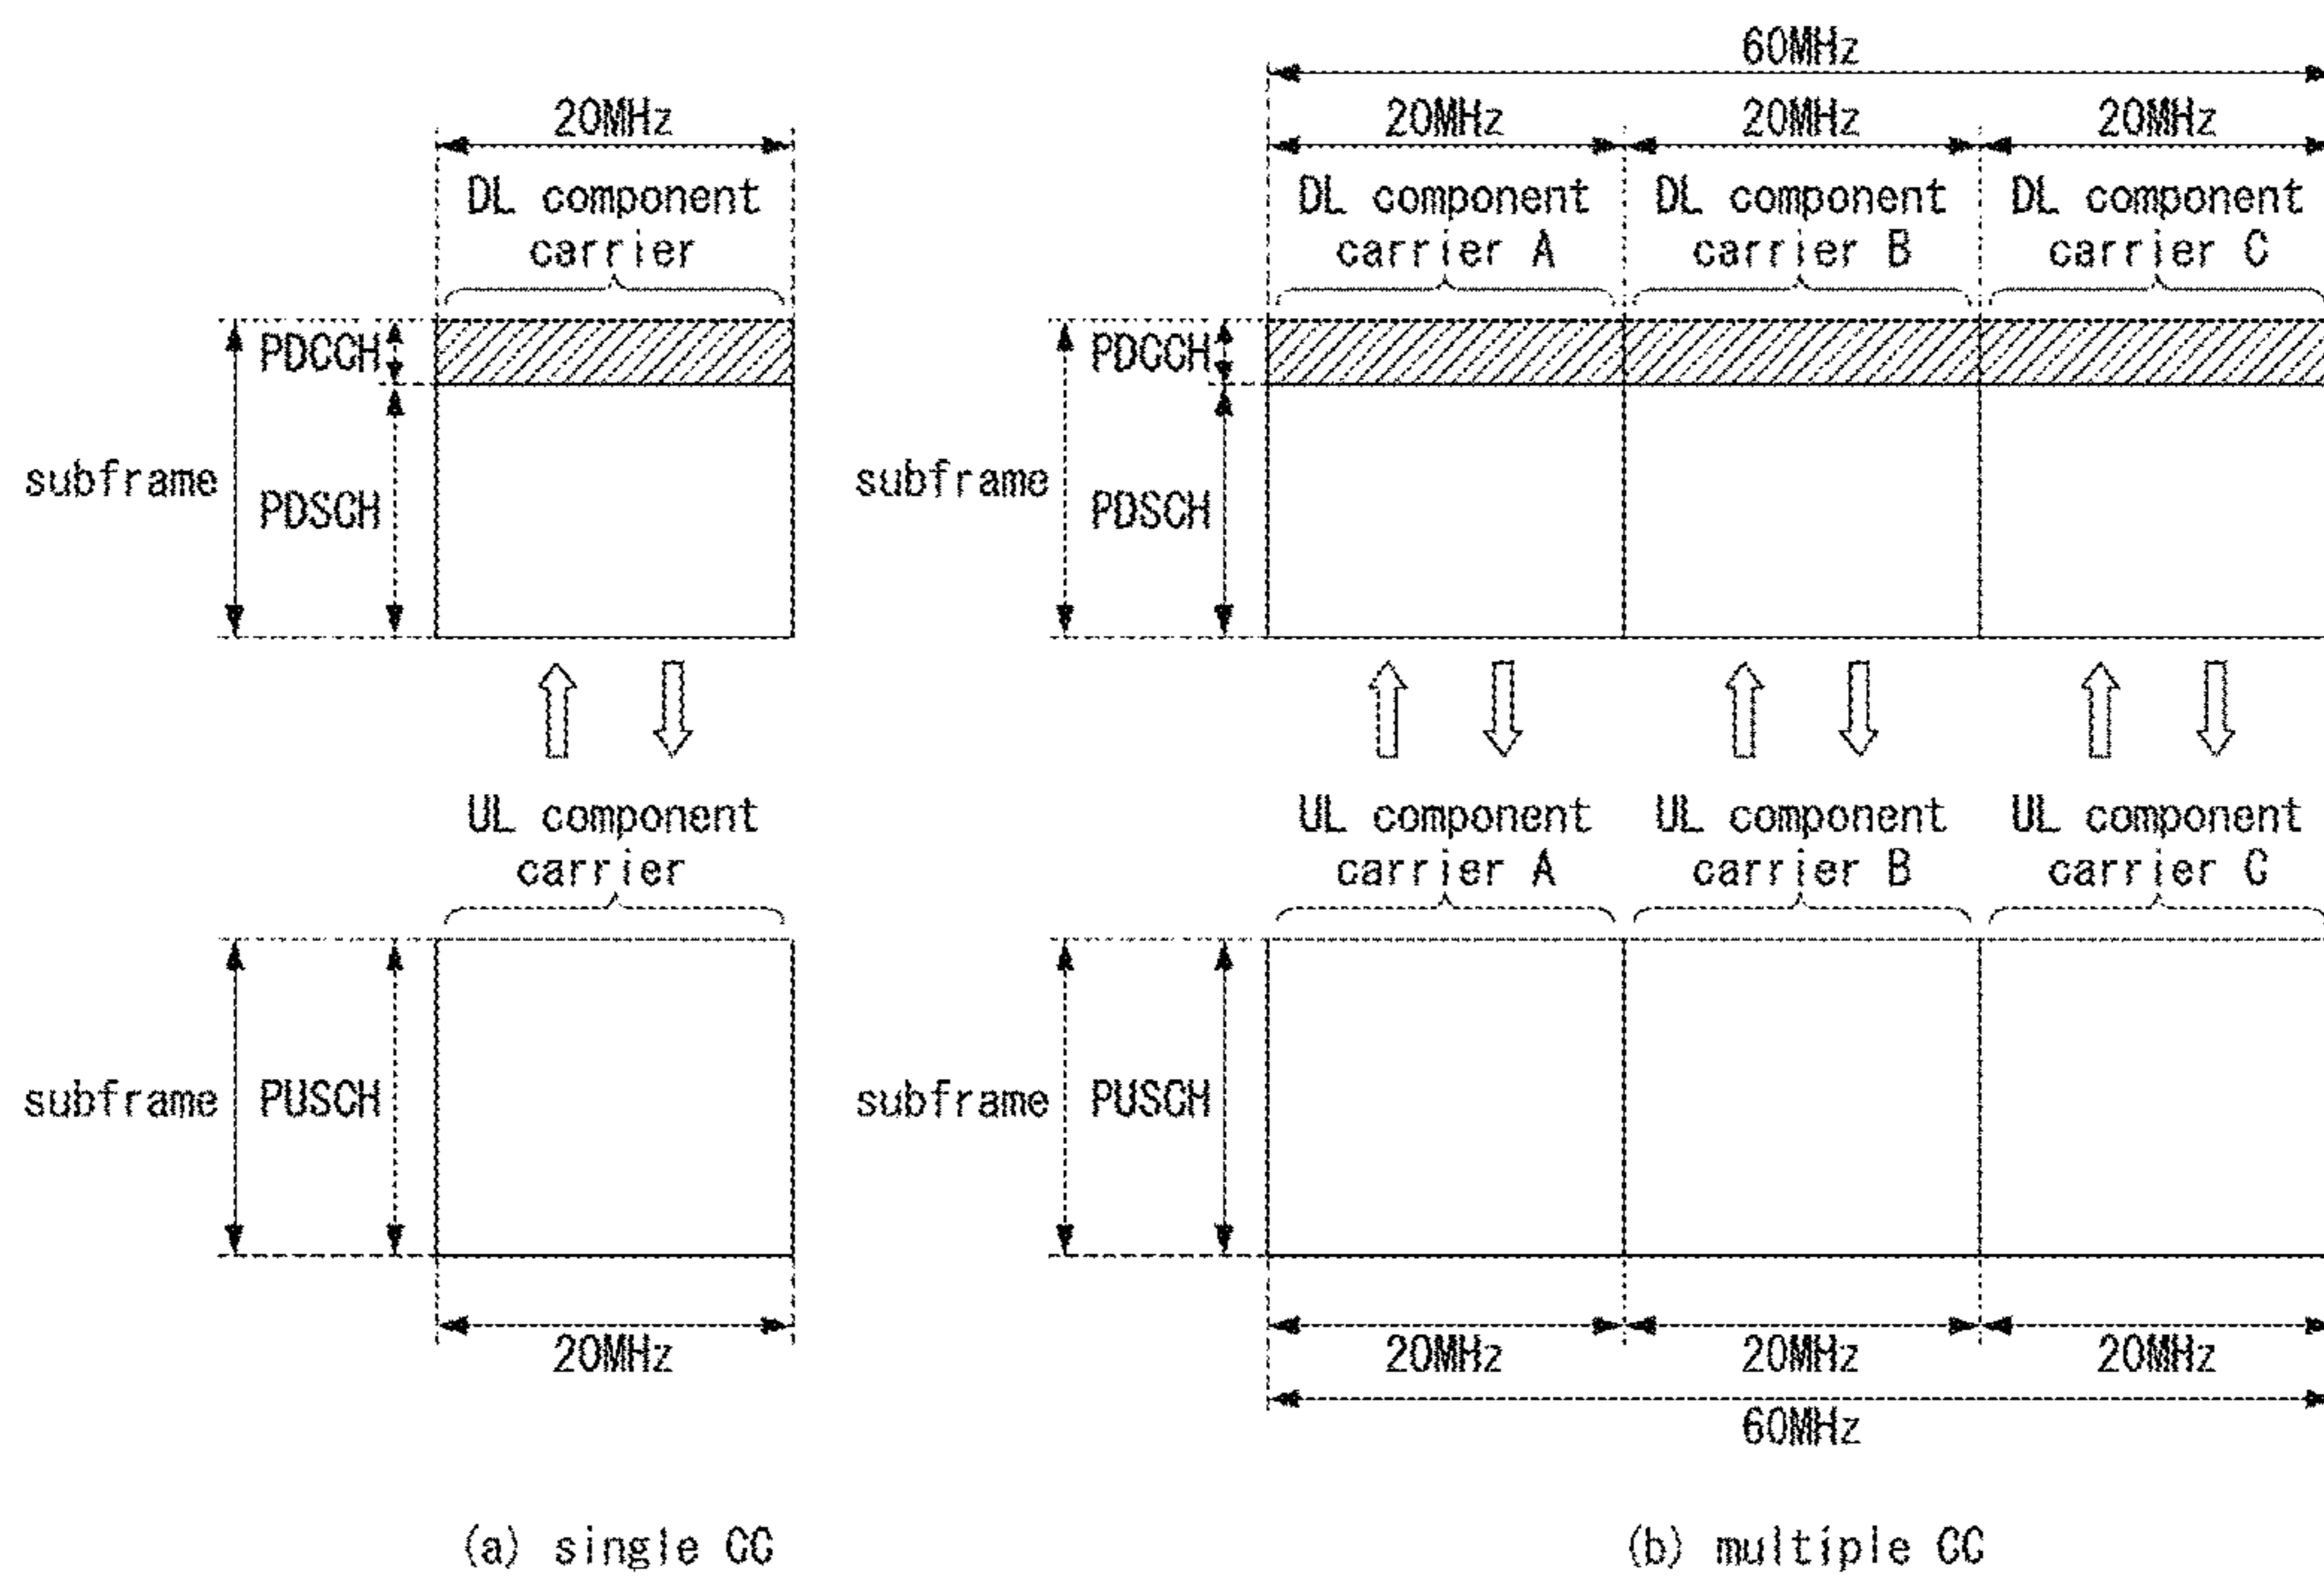 20MHz
DL component
carrier
PDCCH
subframe
PDSCH
UL component
carrier
subframe
PUSCH
20MHz
(a) single CC
60MHz
20MHz
20MHz
20MHz
DL component
carrier A
DL component
carrier B
DL component
carrier C
PDCCH
subframe
PDSCH
UL component
carrier A
UL component
carrier B
UL component
carrier C
subframe
PUSCH
20MHz
20MHz
20MHz
60MHz
(b) multiple CC